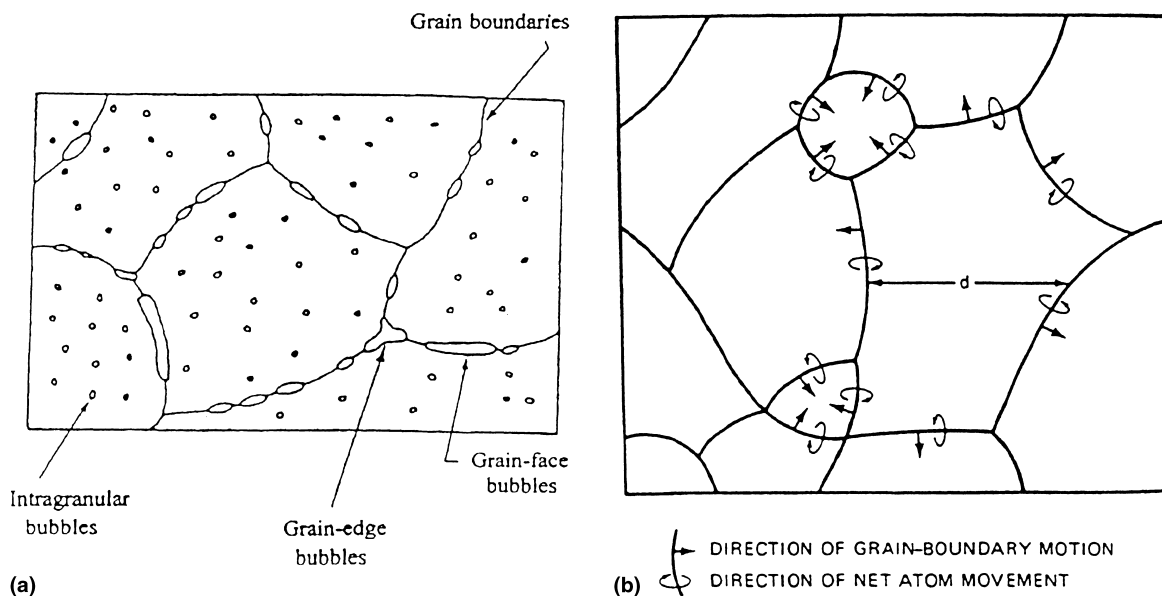 Grain boundaries
Intragranular
bubbles
Grain-edge
bubbles
Grain-face
bubbles
(a)
d
DIRECTION OF GRAIN-BOUNDARY MOTION
DIRECTION OF NET ATOM MOVEMENT
(b)